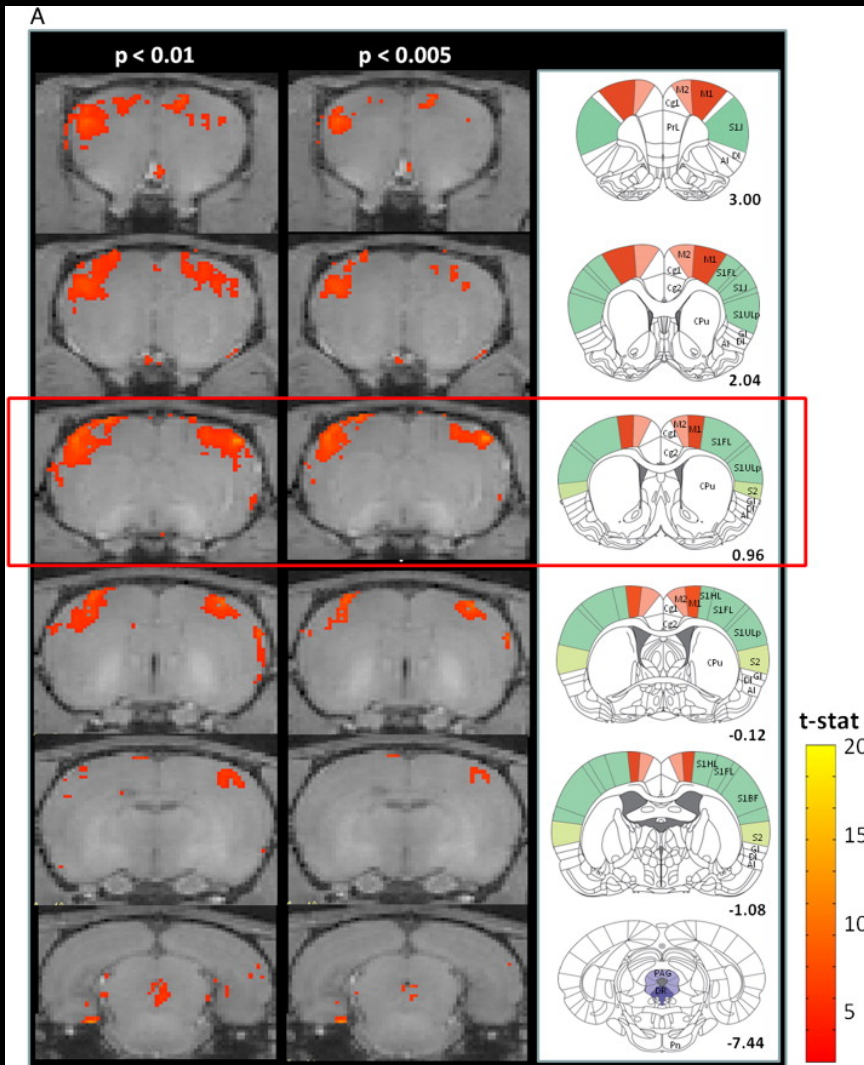 A
p < 0.01 p < 0.005
M2 M1
Cg1
PrL
S1J
DI
AI
3.00
M2 M1
S1FL
Cg1
Cg2
S1J
S1ULp
CPu
GI
DI
AI
2.04
M2 M1
Cg1
S1FL
Cg2
S1ULp
CPu
S2
GI
DI
AI
0.96
S1HL
M2 M1
Cg1
S1FL
Cg2
S1ULp
S2
CPu
GI
DI
AI
-0.12
t-stat
20
15
10
5
S1HL
S1FL
S1BF
S2
GI
DI
AI
-1.08
PAG
DR
Pn
-7.44